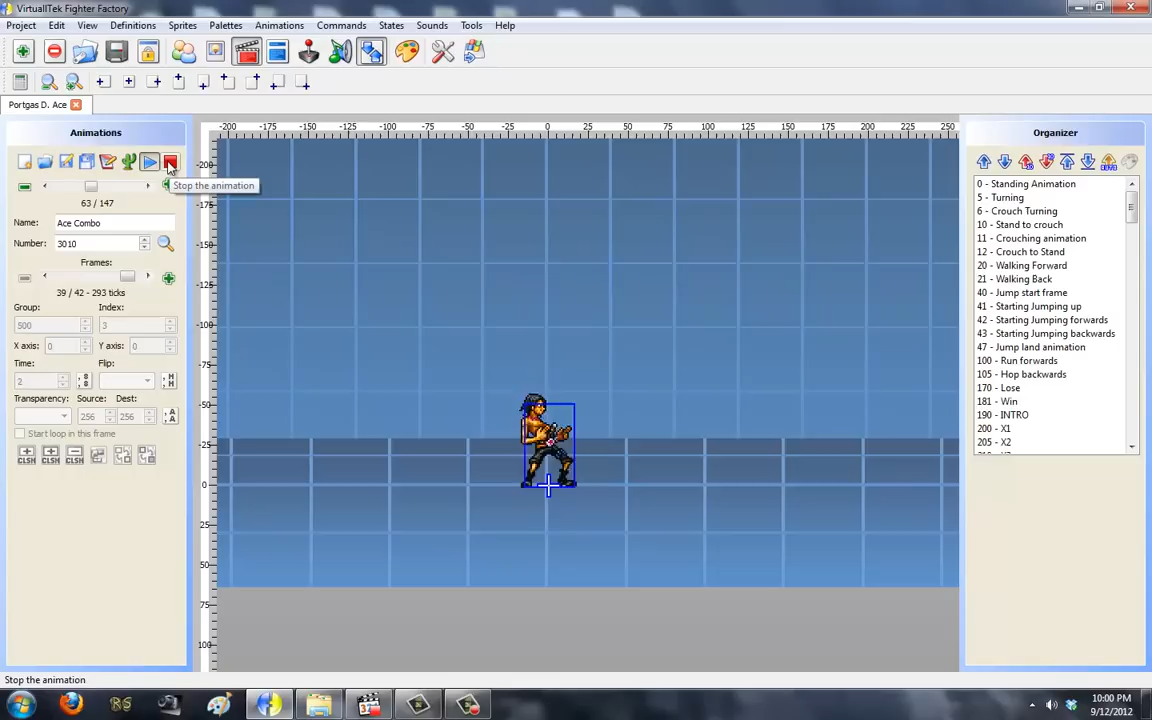 VirtuallTek Fighter Factory
Project Edit View Definitions Sprites Palettes Animations Commands States Sounds Tools Help
Portgas D. Ace
Animations
Stop the animation
63 / 147
Name: Ace Combo
Number: 3010
Frames:
39 / 42 - 293 ticks
Group: Index:
500 3
X axis: 0 Y axis: 0
Time: Flip:
2
Transparency: Source: Dest:
256 256
Start loop in this frame
CLSN CLSN CLSN
-200 -175 -150 -125 -100 -75 -50 -25 0 25 50 75 100 125 150 175 200 225 250
-200
-175
-150
-125
-100
-75
-50
-25
0
25
50
75
100
Organizer
0 - Standing Animation
5 - Turning
6 - Crouch Turning
10 - Stand to crouch
11 - Crouching animation
12 - Crouch to Stand
20 - Walking Forward
21 - Walking Back
40 - Jump start frame
41 - Starting Jumping up
42 - Starting Jumping forwards
43 - Starting Jumping backwards
47 - Jump land animation
100 - Run forwards
105 - Hop backwards
170 - Lose
181 - Win
190 - INTRO
200 - X1
205 - X2
Stop the animation
10:00 PM
9/12/2012